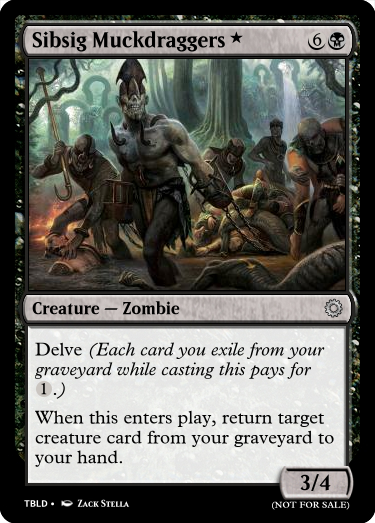 Sibsig Muckdraggers ★ 6
Creature — Zombie
Delve (Each card you exile from your
graveyard while casting this pays for
1 .)
When this enters play, return target
creature card from your graveyard to
your hand.
3/4
TBLD • Zack Stella
(NOT FOR SALE)